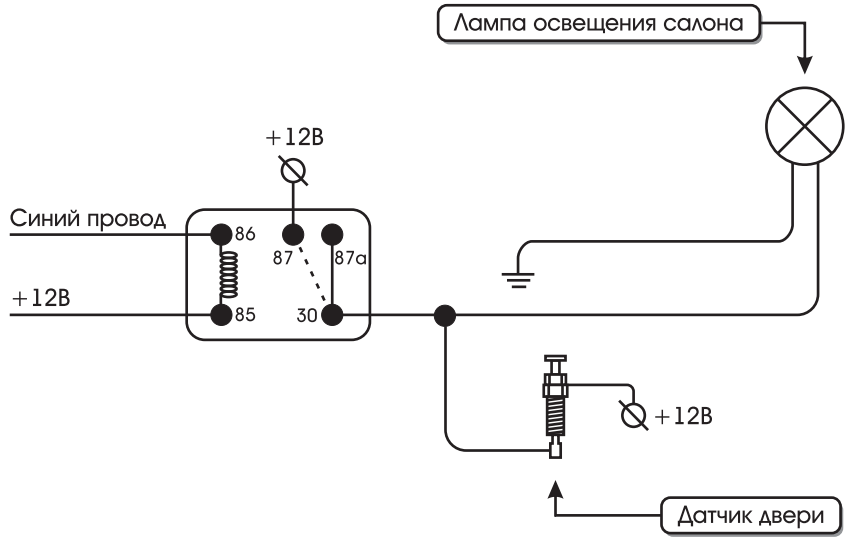 Лампа освещения салона
+12В
Синий провод
86
87
87а
+12В
85
30
+12В
Датчик двери